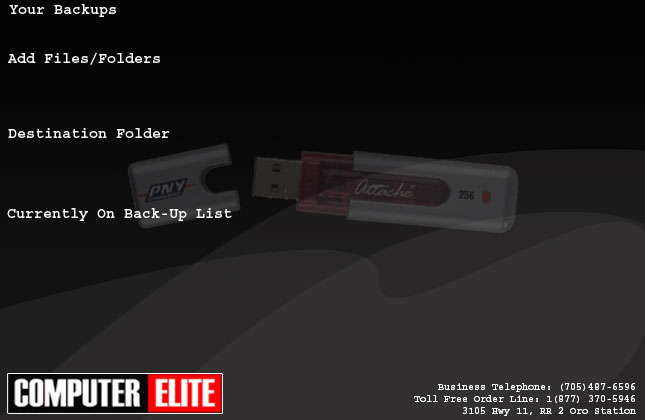 Your Backups
Add Files/Folders
Destination Folder
PNY
Attaché
256
Currently On Back-Up List
COMPUTER ELITE
Business Telephone: (705)487-6596
Toll Free Order Line: 1(877) 370-5946
3105 Hwy 11, RR 2 Oro Station